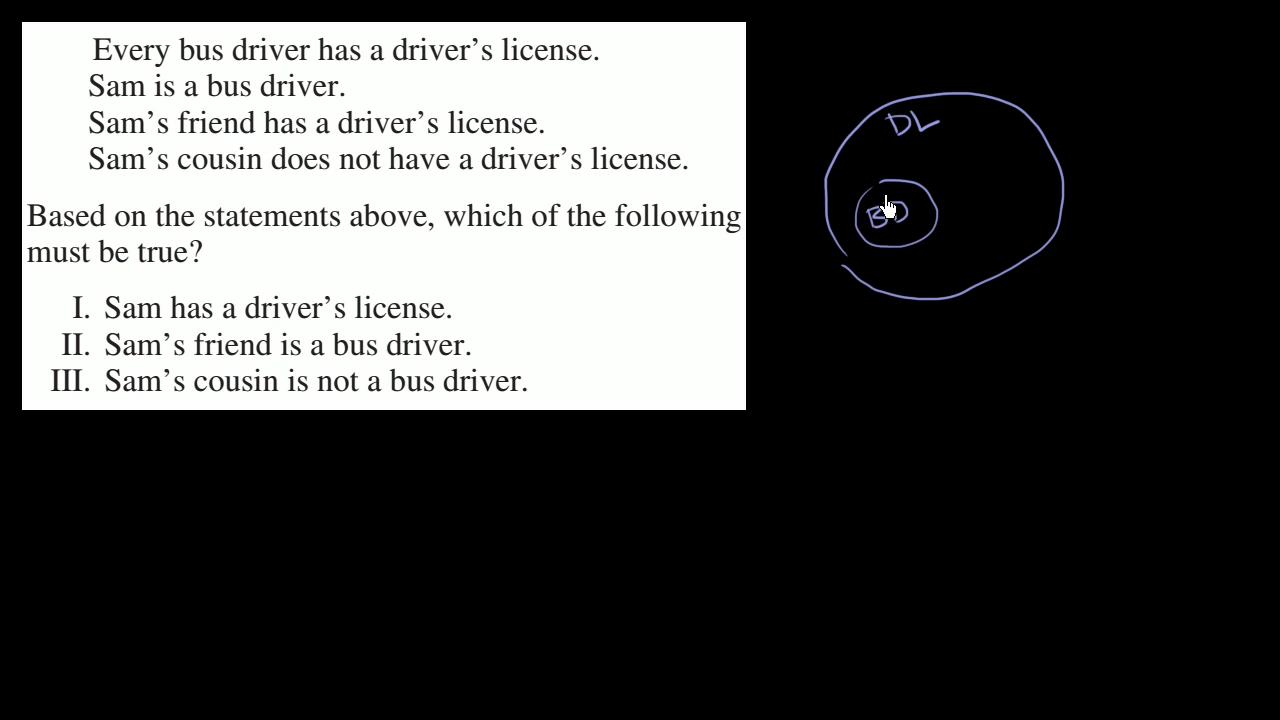 Every bus driver has a driver's license.
Sam is a bus driver.
Sam's friend has a driver's license.
Sam's cousin does not have a driver's license.
Based on the statements above, which of the following
must be true?
I. Sam has a driver's license.
II. Sam's friend is a bus driver.
III. Sam's cousin is not a bus driver.
DL
BD